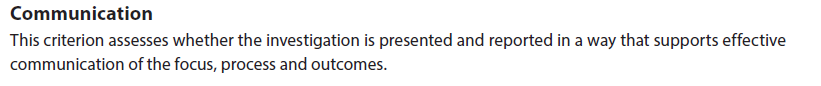 Communication
This criterion assesses whether the investigation is presented and reported in a way that supports effective
communication of the focus, process and outcomes.